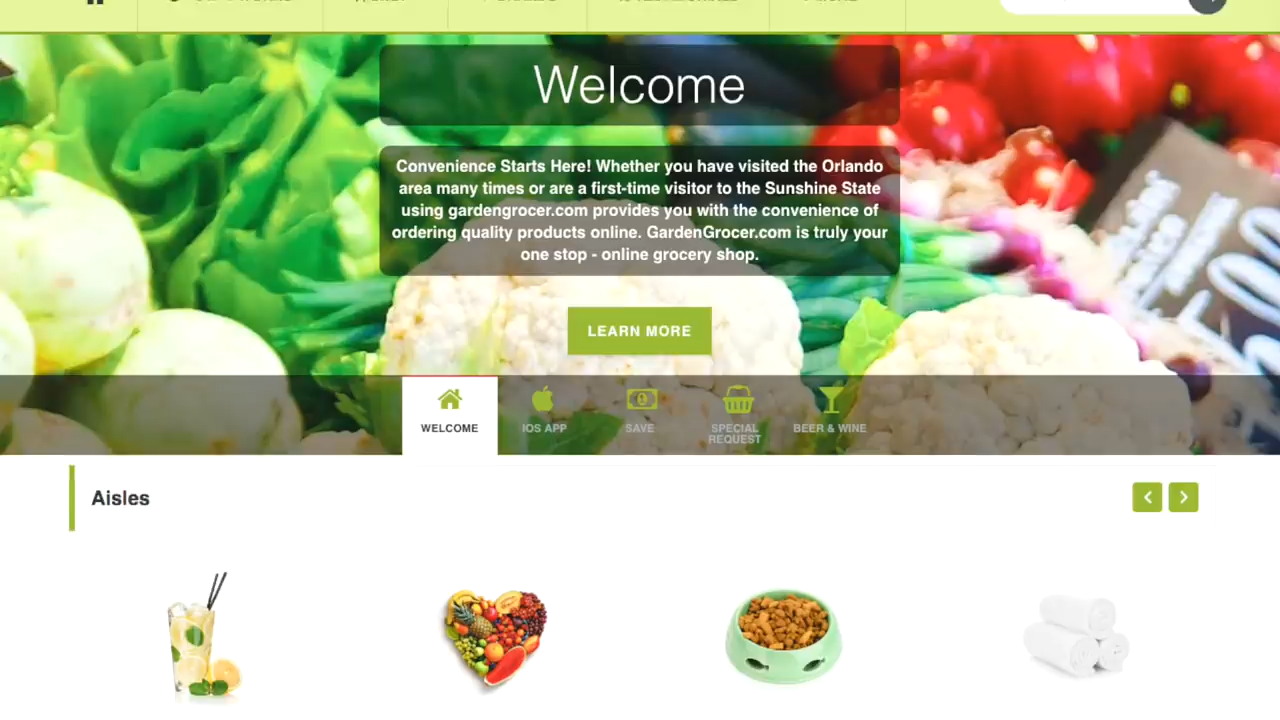 Welcome
Convenience Starts Here! Whether you have visited the Orlando
area many times or are a first-time visitor to the Sunshine State
using gardengrocer.com provides you with the convenience of
ordering quality products online. GardenGrocer.com is truly your
one stop - online grocery shop.
LEARN MORE
WELCOME
IOS APP
SAVE
SPECIAL
REQUEST
BEER & WINE
Aisles